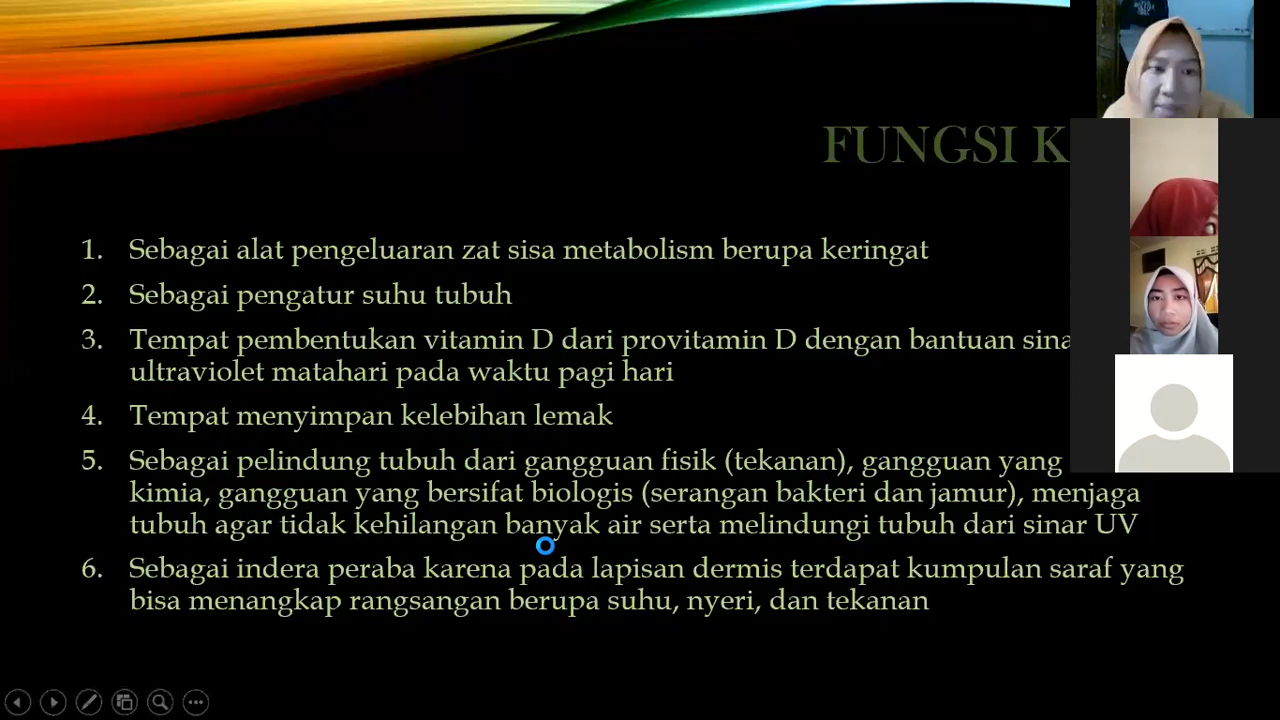 FUNGSI K
1. Sebagai alat pengeluaran zat sisa metabolism berupa keringat
2. Sebagai pengatur suhu tubuh
3. Tempat pembentukan vitamin D dari provitamin D dengan bantuan sina
ultraviolet matahari pada waktu pagi hari
4. Tempat menyimpan kelebihan lemak
5. Sebagai pelindung tubuh dari gangguan fisik (tekanan), gangguan yang
kimia, gangguan yang bersifat biologis (serangan bakteri dan jamur), menjaga
tubuh agar tidak kehilangan banyak air serta melindungi tubuh dari sinar UV
6. Sebagai indera peraba karena pada lapisan dermis terdapat kumpulan saraf yang
bisa menangkap rangsangan berupa suhu, nyeri, dan tekanan